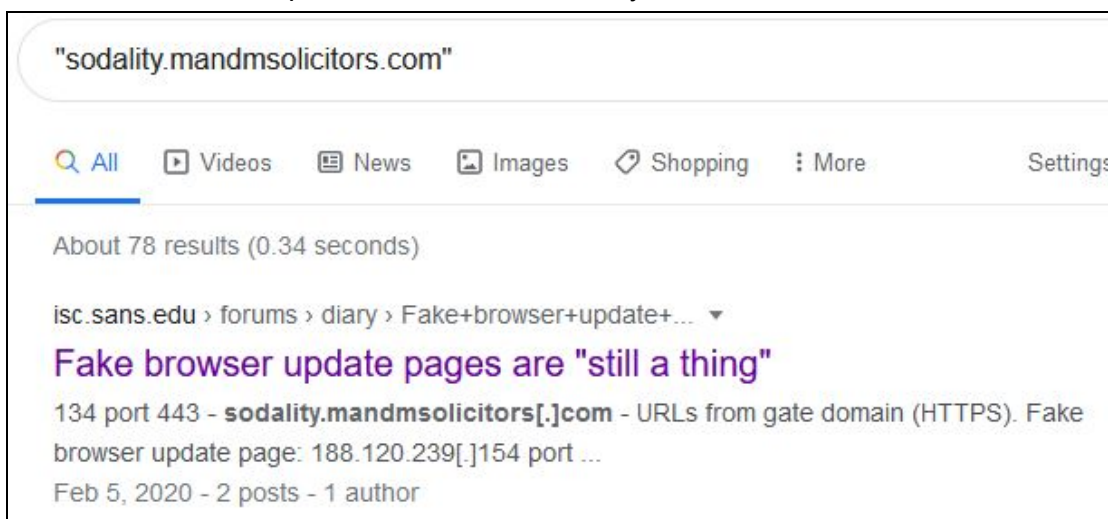 "sodality.mandmsolicitors.com"
All Videos News Images Shopping More Settings
About 78 results (0.34 seconds)
isc.sans.edu › forums › diary › Fake+browser+update+... ▼
Fake browser update pages are "still a thing"
134 port 443 - sodality.mandmsolicitors[.]com - URLs from gate domain (HTTPS). Fake
browser update page: 188.120.239[.]154 port ...
Feb 5, 2020 - 2 posts - 1 author